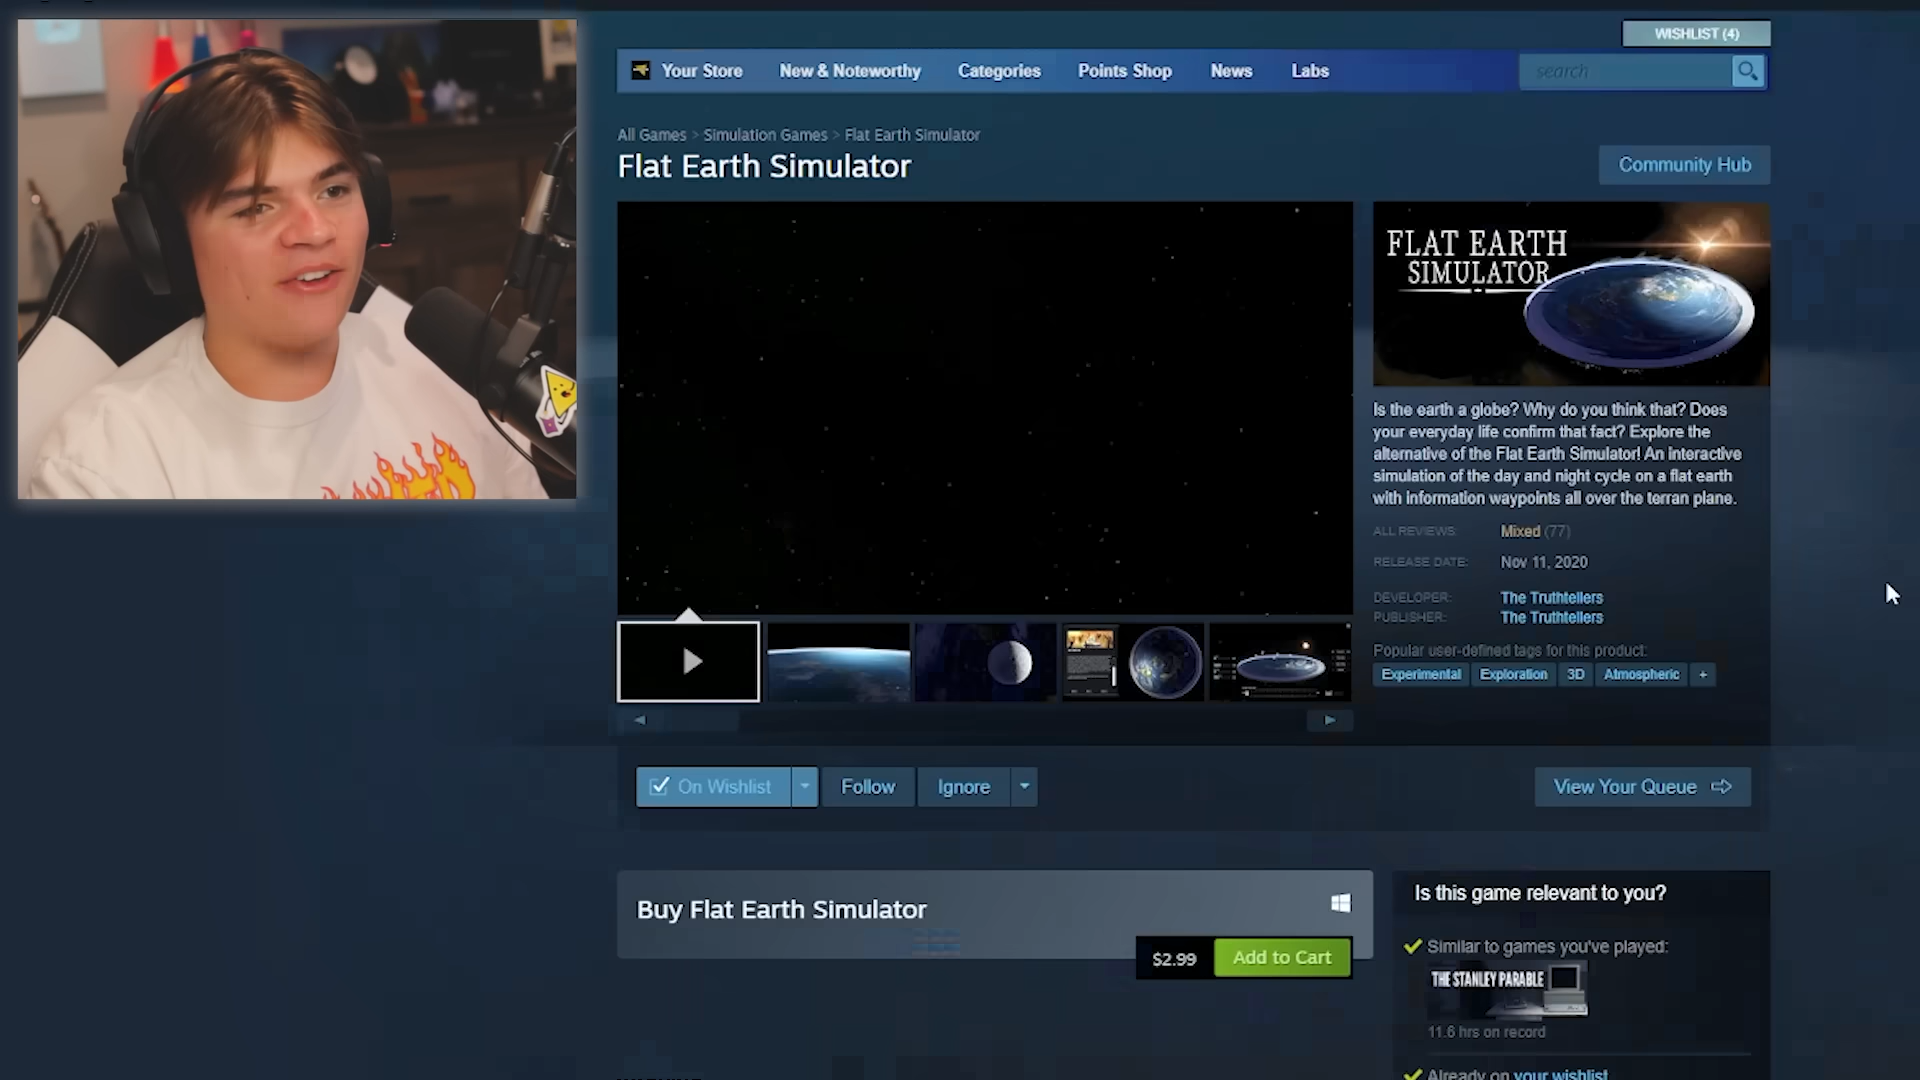 WISHLIST (4)
Your Store
New & Noteworthy
Categories
Points Shop
News
Labs
search
All Games > Simulation Games > Flat Earth Simulator
Flat Earth Simulator
Community Hub
FLAT EARTH
SIMULATOR
Is the earth a globe? Why do you think that? Does
your everyday life confirm that fact? Explore the
alternative of the Flat Earth Simulator! An interactive
simulation of the day and night cycle on a flat earth
with information waypoints all over the terran plane.
ALL REVIEWS: Mixed (77)
RELEASE DATE: Nov 11, 2020
DEVELOPER: The Truthtellers
PUBLISHER: The Truthtellers
Popular user-defined tags for this product:
Experimental Exploration 3D Atmospheric +
On Wishlist
Follow
Ignore
View Your Queue
Buy Flat Earth Simulator
$2.99
Add to Cart
Is this game relevant to you?
Similar to games you've played:
THE STANLEY PARABLE
11.6 hrs on record
Already on your wishlist